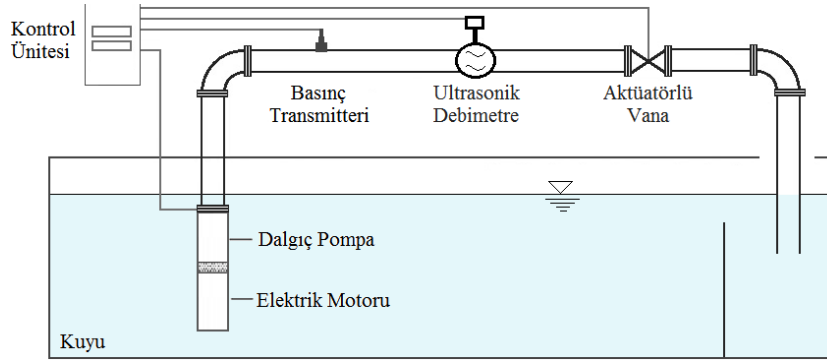 Kontrol
Ünitesi
Basınç
Transmitteri
Ultrasonik
Debimetre
Aktüatörlü
Vana
Dalgıç Pompa
Elektrik Motoru
Kuyu